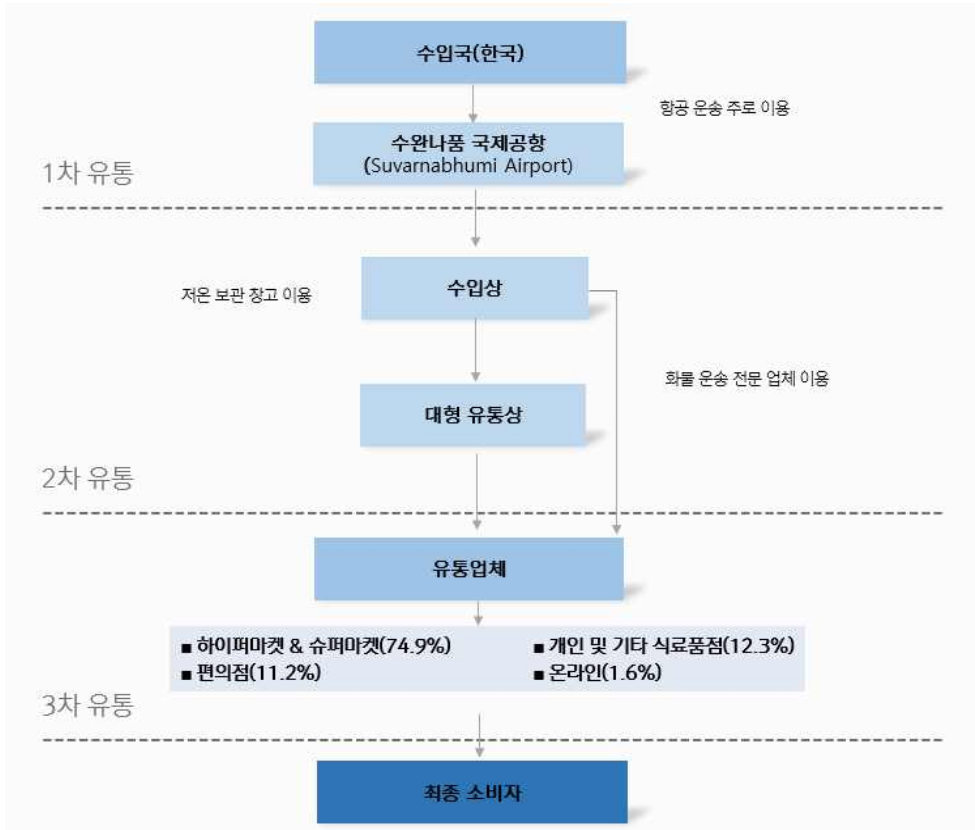 수입국(한국)
항공 운송 주로 이용
수완나품 국제공항
(Suvarnabhumi Airport)
1차 유통
수입상
저온 보관 창고 이용
화물 운송 전문 업체 이용
대형 유통상
2차 유통
유통업체
■ 하이퍼마켓 & 슈퍼마켓(74.9%)
■ 개인 및 기타 식료품점(12.3%)
■ 편의점(11.2%)
■ 온라인(1.6%)
3차 유통
최종 소비자